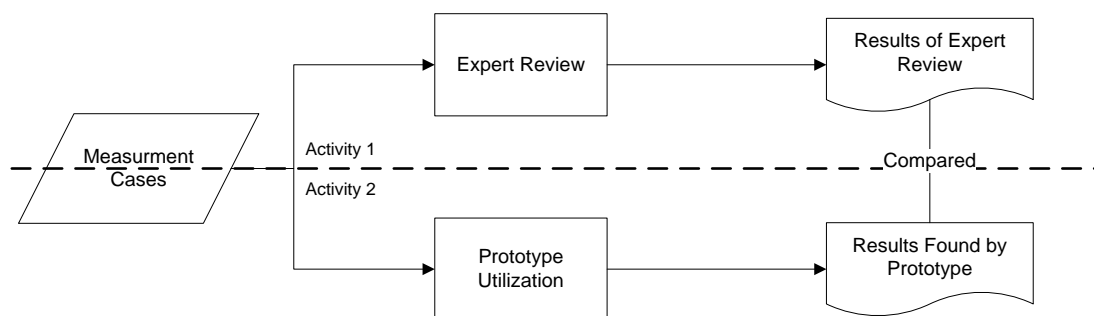 Expert Review
Results of Expert
Review
Measurment
Cases
Activity 1
Compared
Activity 2
Prototype
Utilization
Results Found by
Prototype